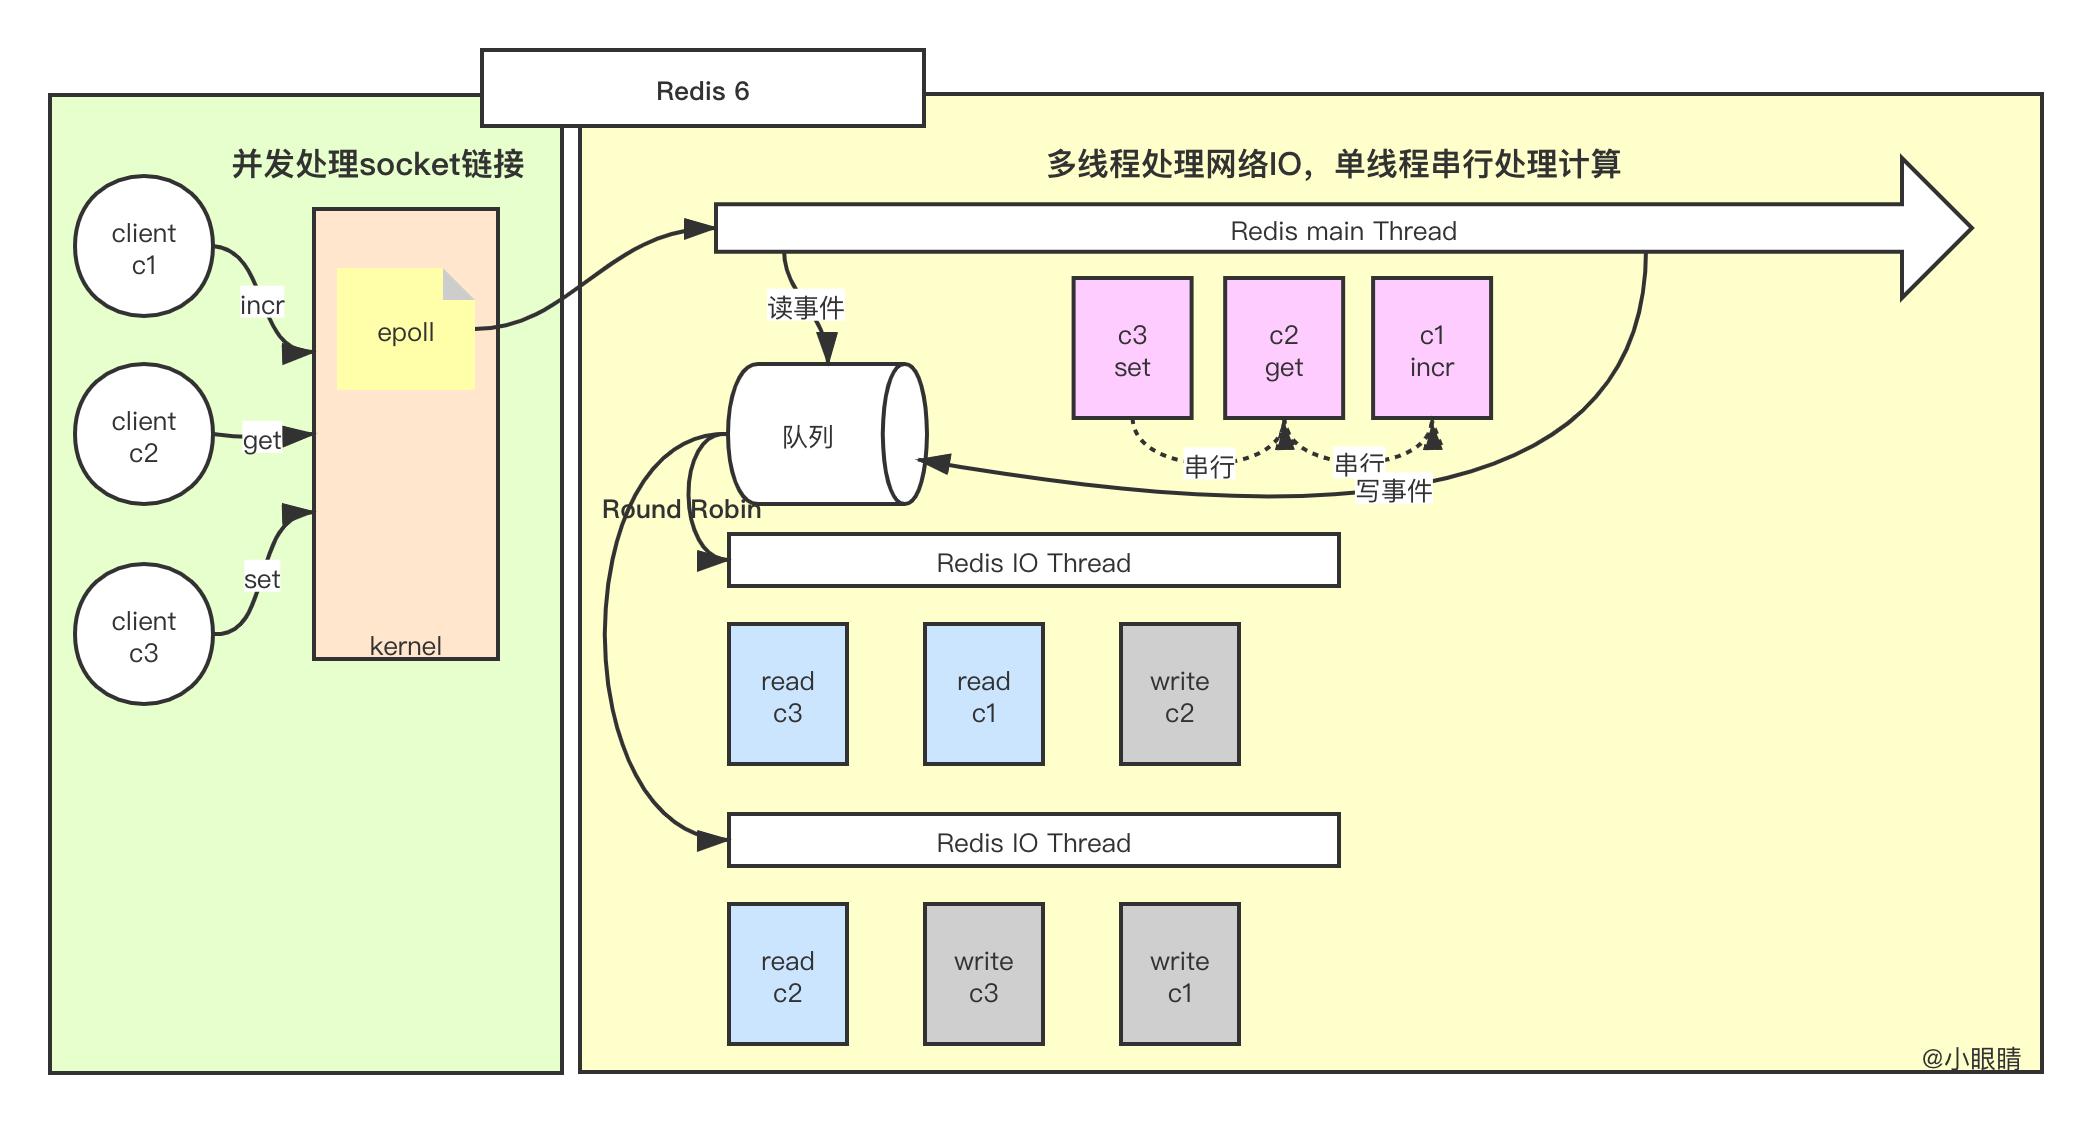 Redis 6
并发处理socket链接
client
c1
incr
client
c2
get
client
c3
set
epoll
kernel
多线程处理网络IO，单线程串行处理计算
Redis main Thread
读事件
c3
set
c2
get
c1
incr
串行
串行
写事件
队列
Round Robin
Redis IO Thread
read
c3
read
c1
write
c2
Redis IO Thread
read
c2
write
c3
write
c1
@小眼睛